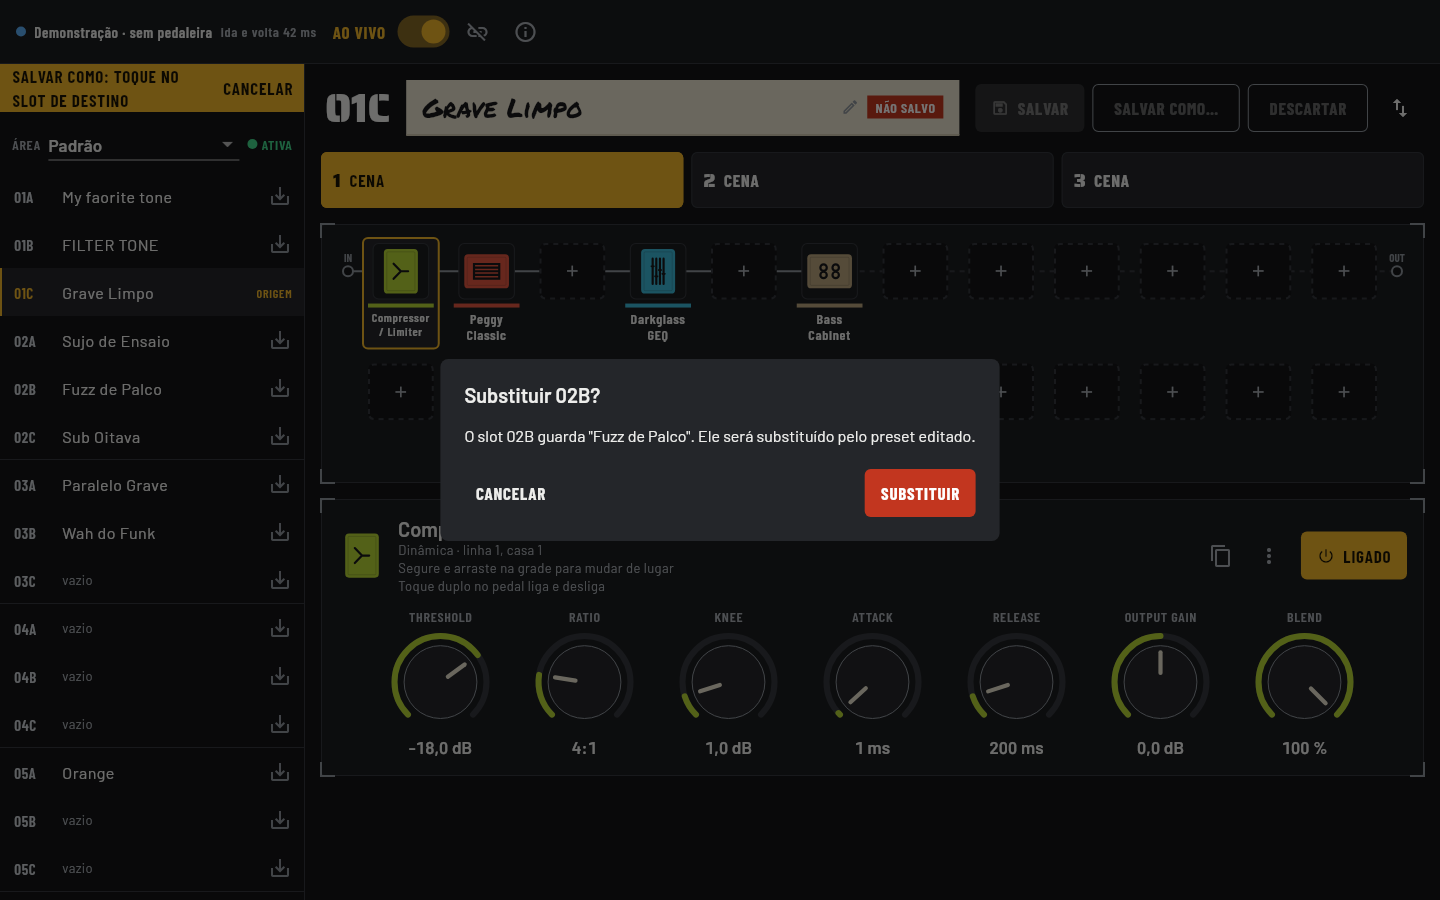 Demonstração · sem pedaleira Ida e volta 42 ms AO VIVO
SALVAR COMO: TOQUE NO
SLOT DE DESTINO
CANCELAR
ÁREA Padrão ATIVA
01A My faorite tone
01B FILTER TONE
01C Grave Limpo ORIGEM
02A Sujo de Ensaio
02B Fuzz de Palco
02C Sub Oitava
03A Paralelo Grave
03B Wah do Funk
03C vazio
04A vazio
04B vazio
04C vazio
05A Orange
05B vazio
05C vazio
01C Grave Limpo NÃO SALVO SALVAR SALVAR COMO... DESCARTAR
1 CENA 2 CENA 3 CENA
IN OUT
88
Compressor
/ Limiter
Peggy
Classic
Darkglass
GEQ
Bass
Cabinet
Substituir 02B?
O slot 02B guarda "Fuzz de Palco". Ele será substituído pelo preset editado.
CANCELAR SUBSTITUIR
Dinâmica · linha 1, casa 1
Segure e arraste na grade para mudar de lugar
Toque duplo no pedal liga e desliga
LIGADO
THRESHOLD RATIO KNEE ATTACK RELEASE OUTPUT GAIN BLEND
-18,0 dB 4:1 1,0 dB 1 ms 200 ms 0,0 dB 100 %